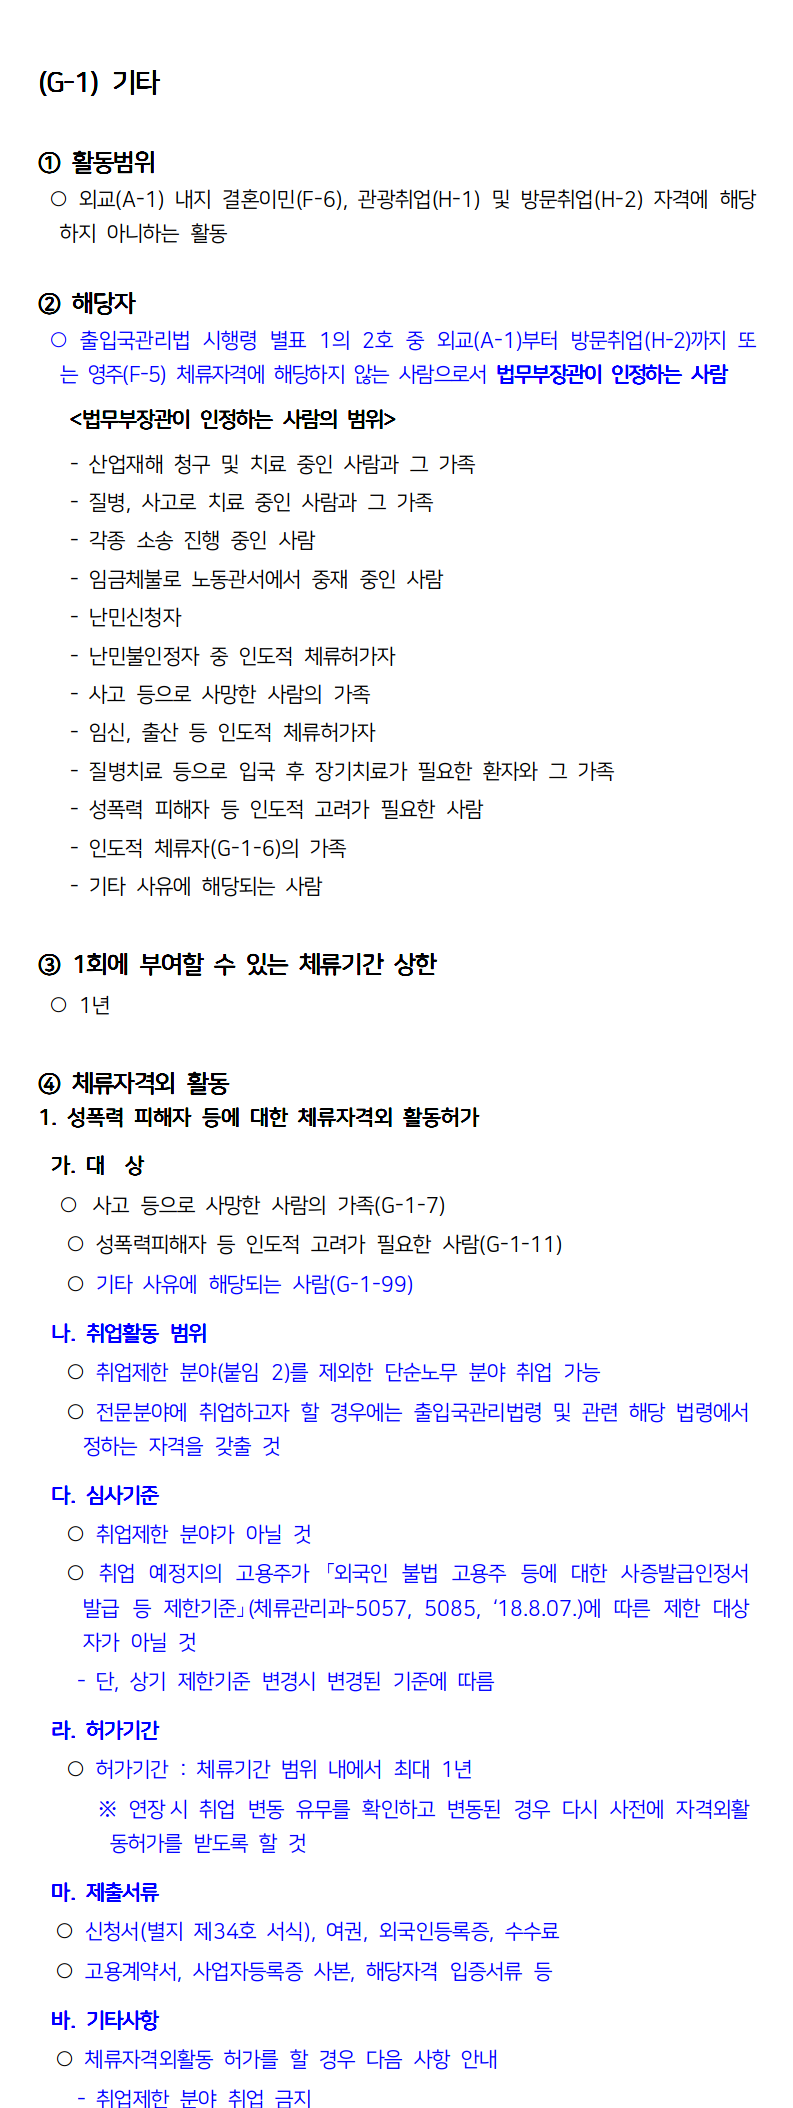 (G-1) 기타
① 활동범위
○ 외교(A-1) 내지 결혼이민(F-6), 관광취업(H-1) 및 방문취업(H-2) 자격에 해당
하지 아니하는 활동
② 해당자
○ 출입국관리법 시행령 별표 1의 2호 중 외교(A-1)부터 방문취업(H-2)까지 또
는 영주(F-5) 체류자격에 해당하지 않는 사람으로서 법무부장관이 인정하는 사람
<법무부장관이 인정하는 사람의 범위>
- 산업재해 청구 및 치료 중인 사람과 그 가족
- 질병, 사고로 치료 중인 사람과 그 가족
- 각종 소송 진행 중인 사람
- 임금체불로 노동관서에서 중재 중인 사람
- 난민신청자
- 난민불인정자 중 인도적 체류허가자
- 사고 등으로 사망한 사람의 가족
- 임신, 출산 등 인도적 체류허가자
- 질병치료 등으로 입국 후 장기치료가 필요한 환자와 그 가족
- 성폭력 피해자 등 인도적 고려가 필요한 사람
- 인도적 체류자(G-1-6)의 가족
- 기타 사유에 해당되는 사람
③ 1회에 부여할 수 있는 체류기간 상한
○ 1년
④ 체류자격외 활동
1. 성폭력 피해자 등에 대한 체류자격외 활동허가
가. 대 상
○ 사고 등으로 사망한 사람의 가족(G-1-7)
○ 성폭력피해자 등 인도적 고려가 필요한 사람(G-1-11)
○ 기타 사유에 해당되는 사람(G-1-99)
나. 취업활동 범위
○ 취업제한 분야(붙임 2)를 제외한 단순노무 분야 취업 가능
○ 전문분야에 취업하고자 할 경우에는 출입국관리법령 및 관련 해당 법령에서
정하는 자격을 갖출 것
다. 심사기준
○ 취업제한 분야가 아닐 것
○ 취업 예정지의 고용주가 「외국인 불법 고용주 등에 대한 사증발급인정서
발급 등 제한기준」(체류관리과-5057, 5085, ‘18.8.07.)에 따른 제한 대상
자가 아닐 것
- 단, 상기 제한기준 변경시 변경된 기준에 따름
라. 허가기간
○ 허가기간 : 체류기간 범위 내에서 최대 1년
※ 연장 시 취업 변동 유무를 확인하고 변동된 경우 다시 사전에 자격외활
동허가를 받도록 할 것
마. 제출서류
○ 신청서(별지 제34호 서식), 여권, 외국인등록증, 수수료
○ 고용계약서, 사업자등록증 사본, 해당자격 입증서류 등
바. 기타사항
○ 체류자격외활동 허가를 할 경우 다음 사항 안내
- 취업제한 분야 취업 금지